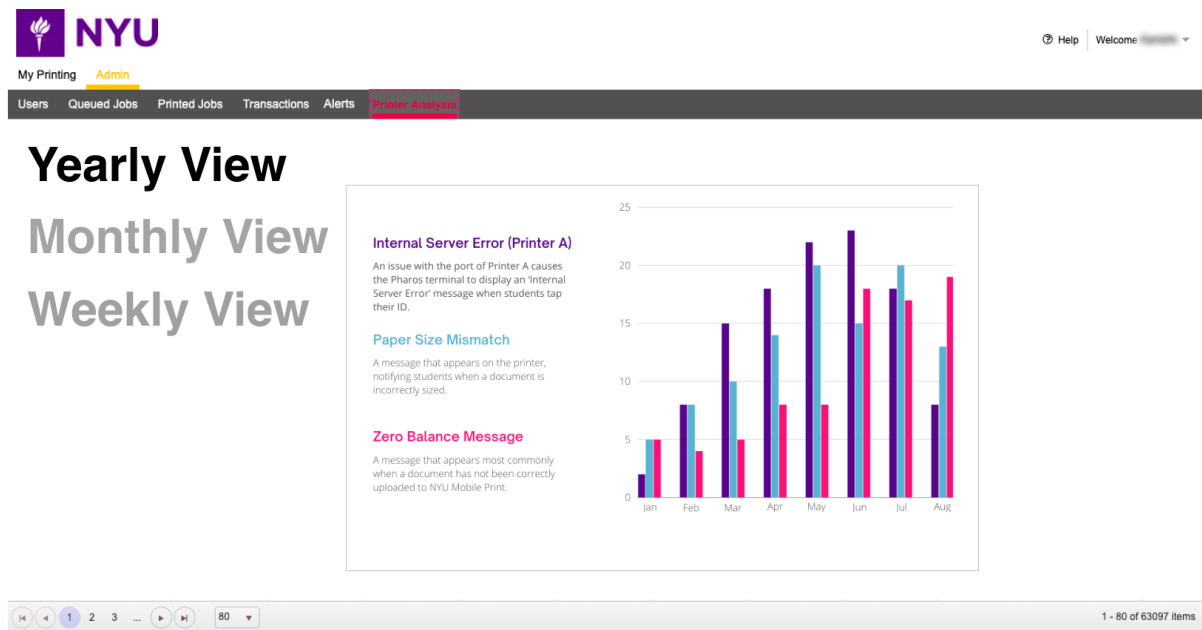 NYU
Help Welcome
My Printing Admin
Users Queued Jobs Printed Jobs Transactions Alerts Printer Analysis
Yearly View
Monthly View
Weekly View
Internal Server Error (Printer A)
An issue with the port of Printer A causes
the Pharos terminal to display an 'Internal
Server Error' message when students tap
their ID.
Paper Size Mismatch
A message that appears on the printer,
notifying students when a document is
incorrectly sized.
Zero Balance Message
A message that appears most commonly
when a document has not been correctly
uploaded to NYU Mobile Print.
25
20
15
10
5
0
Jan Feb Mar Apr May Jun Jul Aug
1 2 3 ... 80
1 - 80 of 63097 items